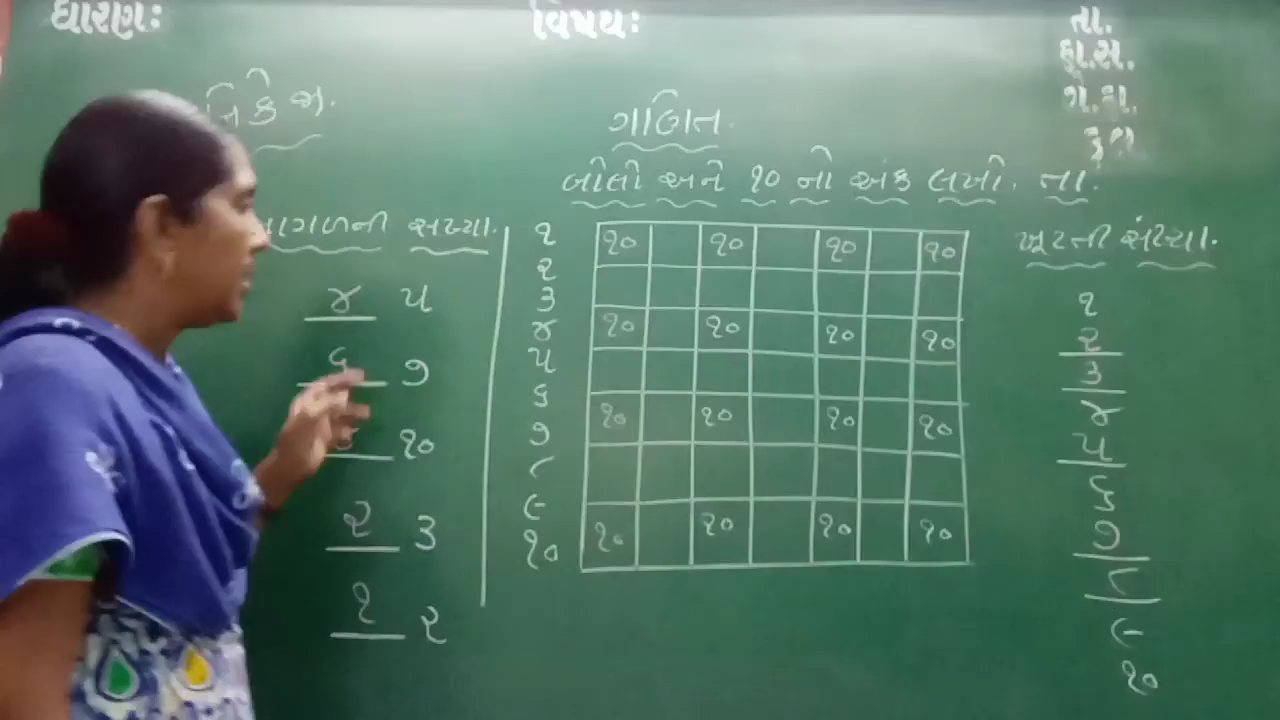 ધોરણઃ
વિષયઃ
તા.
ગણિત.
બોલો અને ૧૦ નો અંક લખો. તા.
સંખ્યા.
૪ ૫
૬ ૭
૧૦
૨ ૩
૧ ૨
૧
૨
૩
૪
૫
૬
૭
૮
૯
૧૦
૧૦ ૧૦ ૧૦ ૧૦
૧૦ ૧૦ ૧૦ ૧૦
૧૦ ૧૦ ૧૦ ૧૦
૧૦ ૧૦ ૧૦ ૧૦
ખૂટતી સંખ્યા.
૧
૨
૩
૪
૫
૬
૭
૮
૯
૧૦